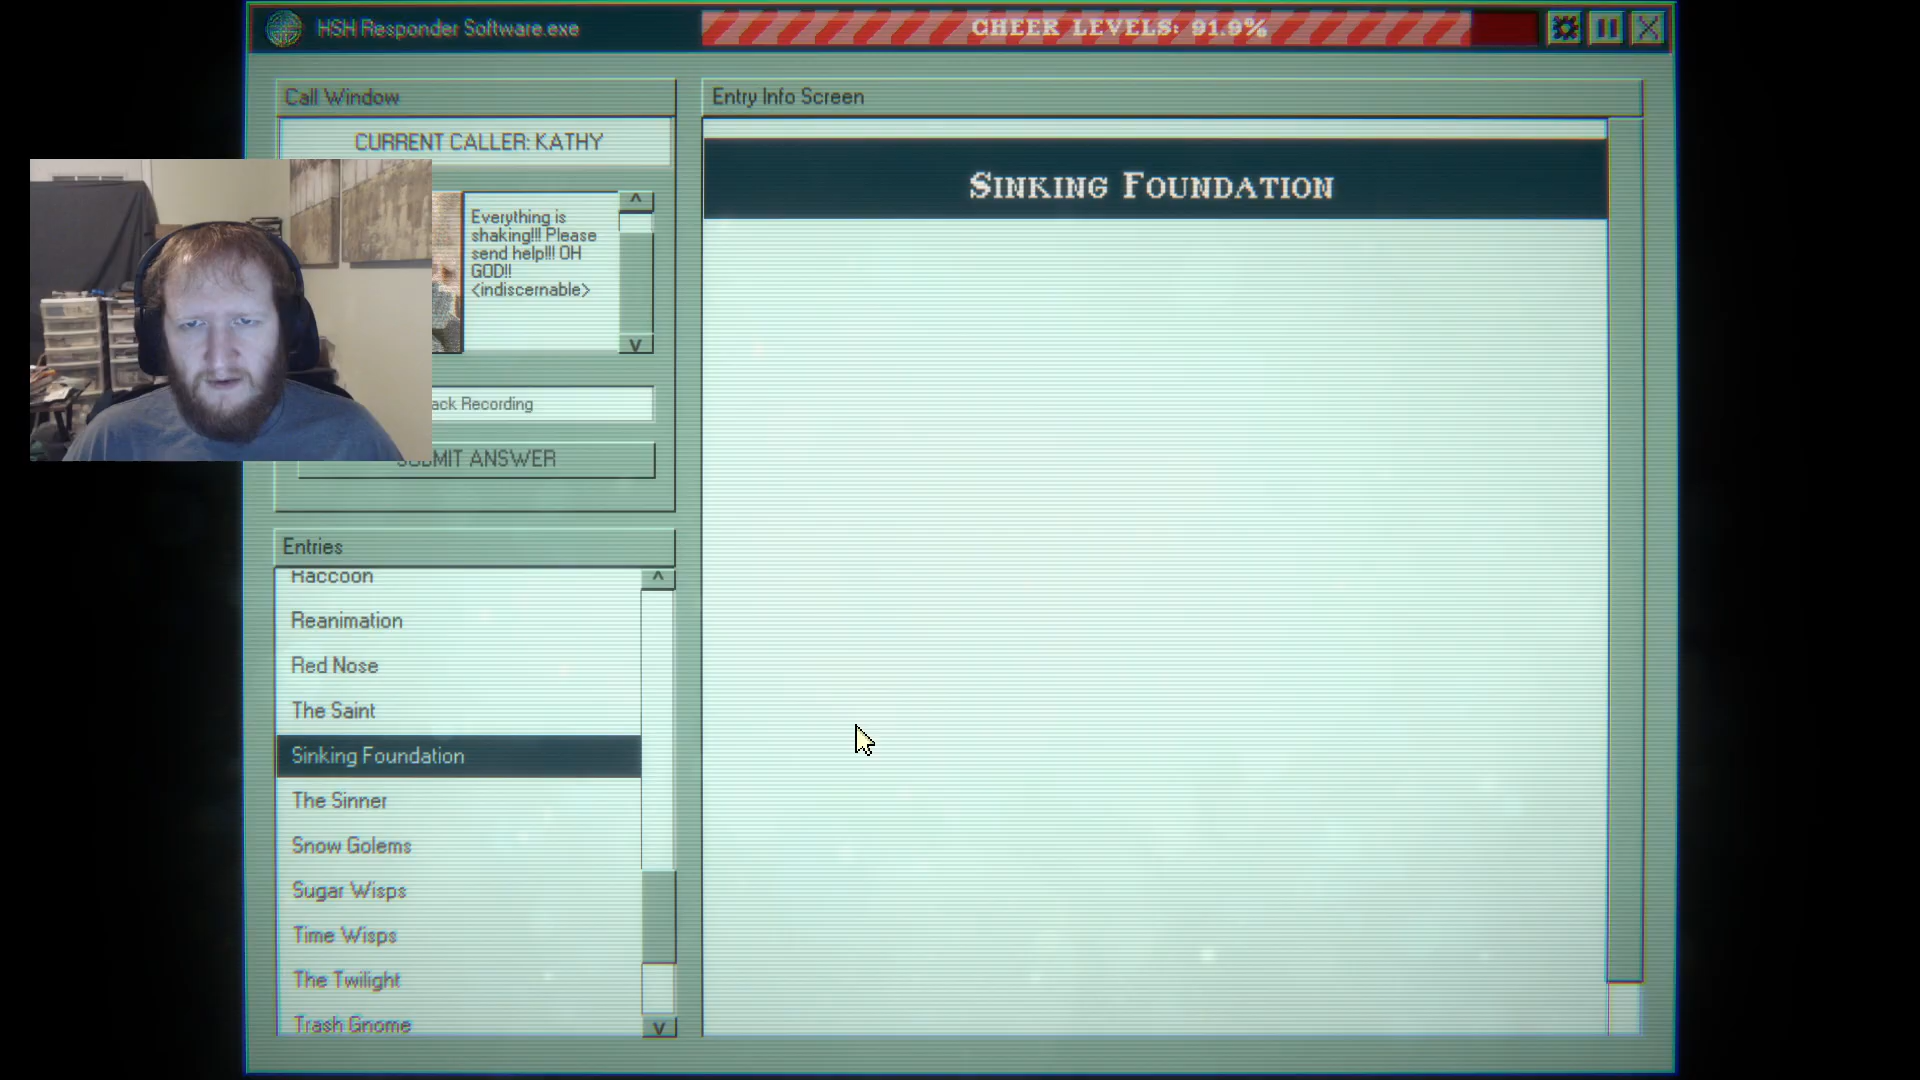 HSH Responder Software.exe
CHEER LEVELS: 91.9%
Call Window
Entry Info Screen
CURRENT CALLER: KATHY
SINKING FOUNDATION
Everything is
shaking!!! Please
send help!!! OH
GOD!!
<indiscernable>
ack Recording
SUBMIT ANSWER
Entries
Raccoon
Reanimation
Red Nose
The Saint
Sinking Foundation
The Sinner
Snow Golems
Sugar Wisps
Time Wisps
The Twilight
Trash Gnome